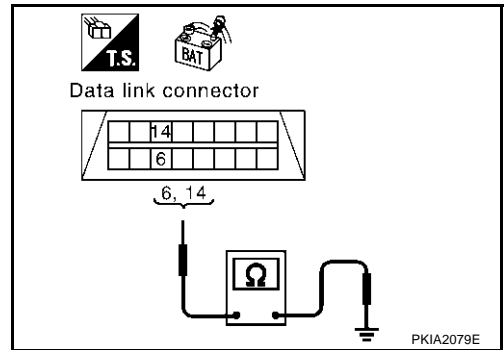 T.S.
BAT
Data link connector
14
6
6, 14
Ω
PKIA2079E